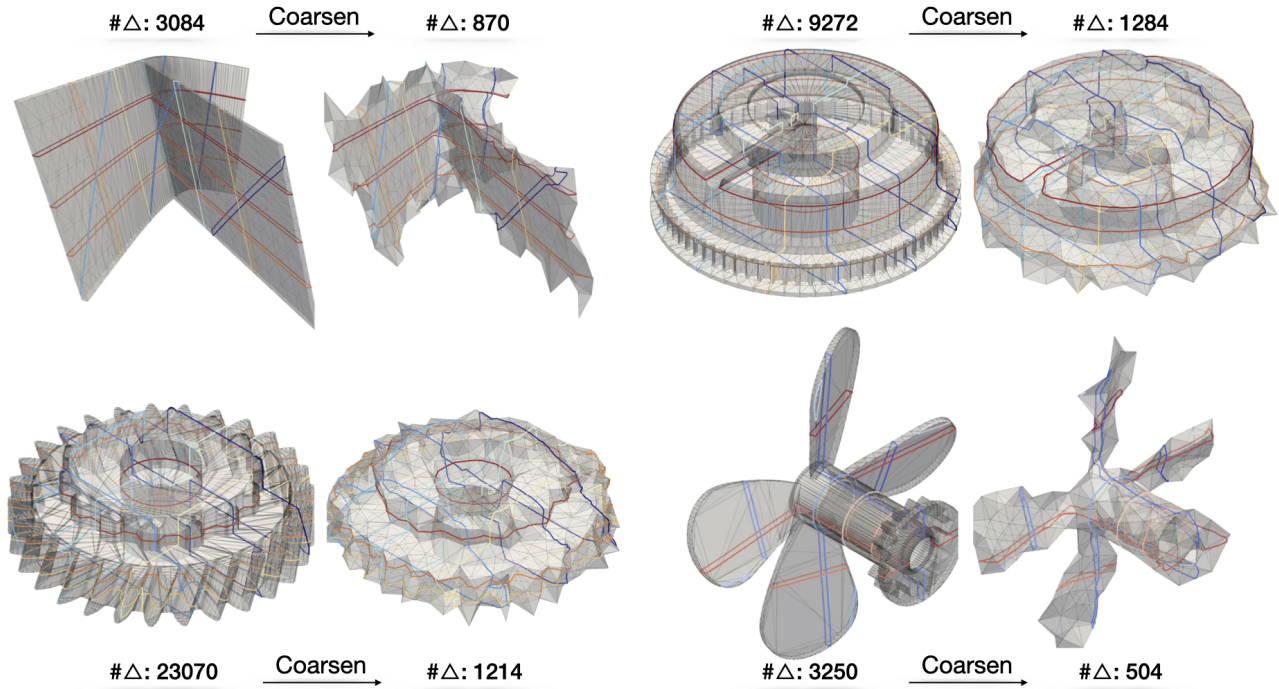 #△: 3084 Coarsen #△: 870 #△: 9272 Coarsen #△: 1284
#△: 23070 Coarsen #△: 1214 #△: 3250 Coarsen #△: 504